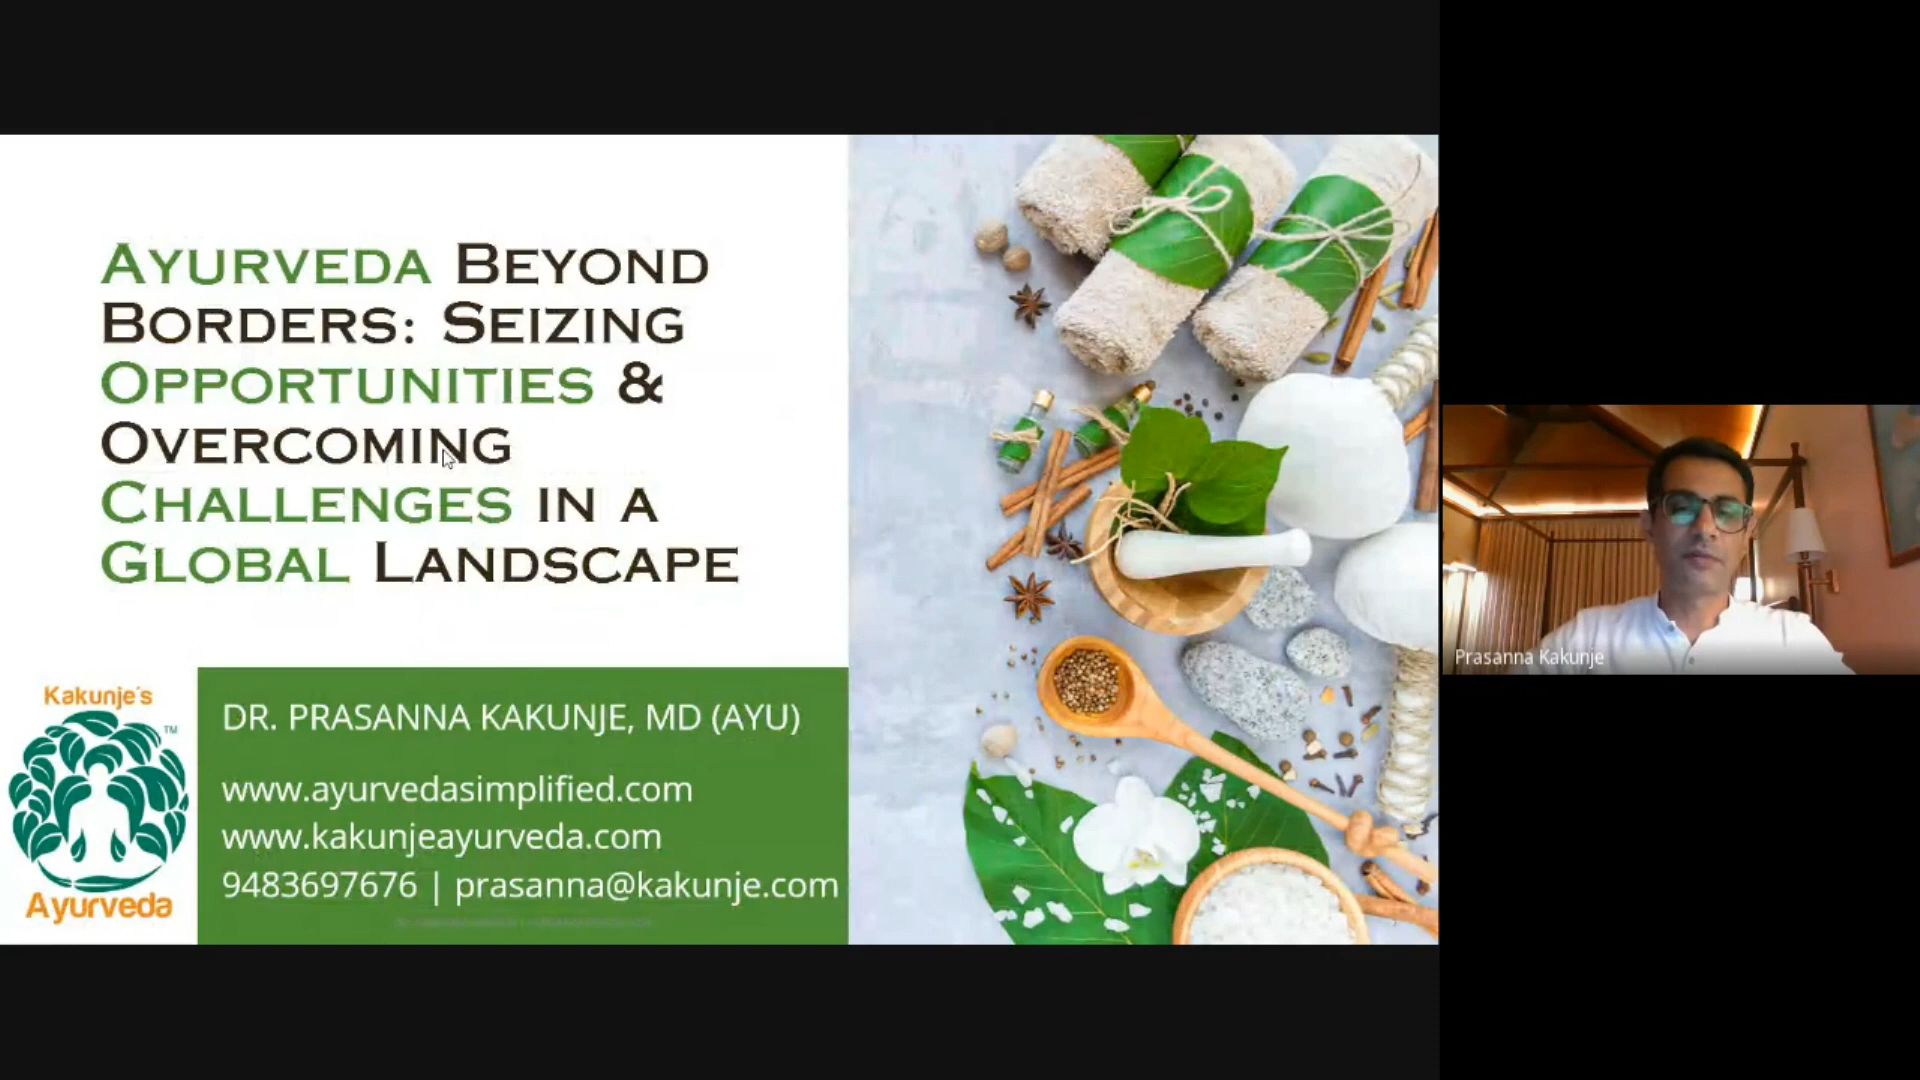 AYURVEDA BEYOND
BORDERS: SEIZING
OPPORTUNITIES &
OVERCOMING
CHALLENGES IN A
GLOBAL LANDSCAPE
Kakunje's
TM
Ayurveda
DR. PRASANNA KAKUNJE, MD (AYU)
www.ayurvedasimplified.com
www.kakunjeayurveda.com
9483697676 | prasanna@kakunje.com
Prasanna Kakunje